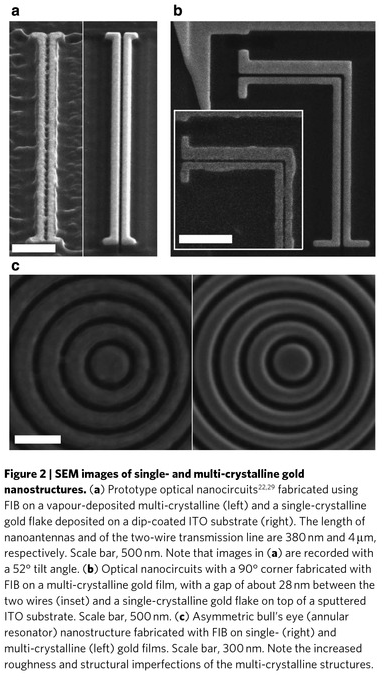 a
b
c
Figure 2 | SEM images of single- and multi-crystalline gold
nanostructures. (a) Prototype optical nanocircuits22,29 fabricated using
FIB on a vapour-deposited multi-crystalline (left) and a single-crystalline
gold flake deposited on a dip-coated ITO substrate (right). The length of
nanoantennas and of the two-wire transmission line are 380 nm and 4 μm,
respectively. Scale bar, 500 nm. Note that images in (a) are recorded with
a 52° tilt angle. (b) Optical nanocircuits with a 90° corner fabricated with
FIB on a multi-crystalline gold film, with a gap of about 28 nm between the
two wires (inset) and a single-crystalline gold flake on top of a sputtered
ITO substrate. Scale bar, 500 nm. (c) Asymmetric bull's eye (annular
resonator) nanostructure fabricated with FIB on single- (right) and
multi-crystalline (left) gold films. Scale bar, 300 nm. Note the increased
roughness and structural imperfections of the multi-crystalline structures.